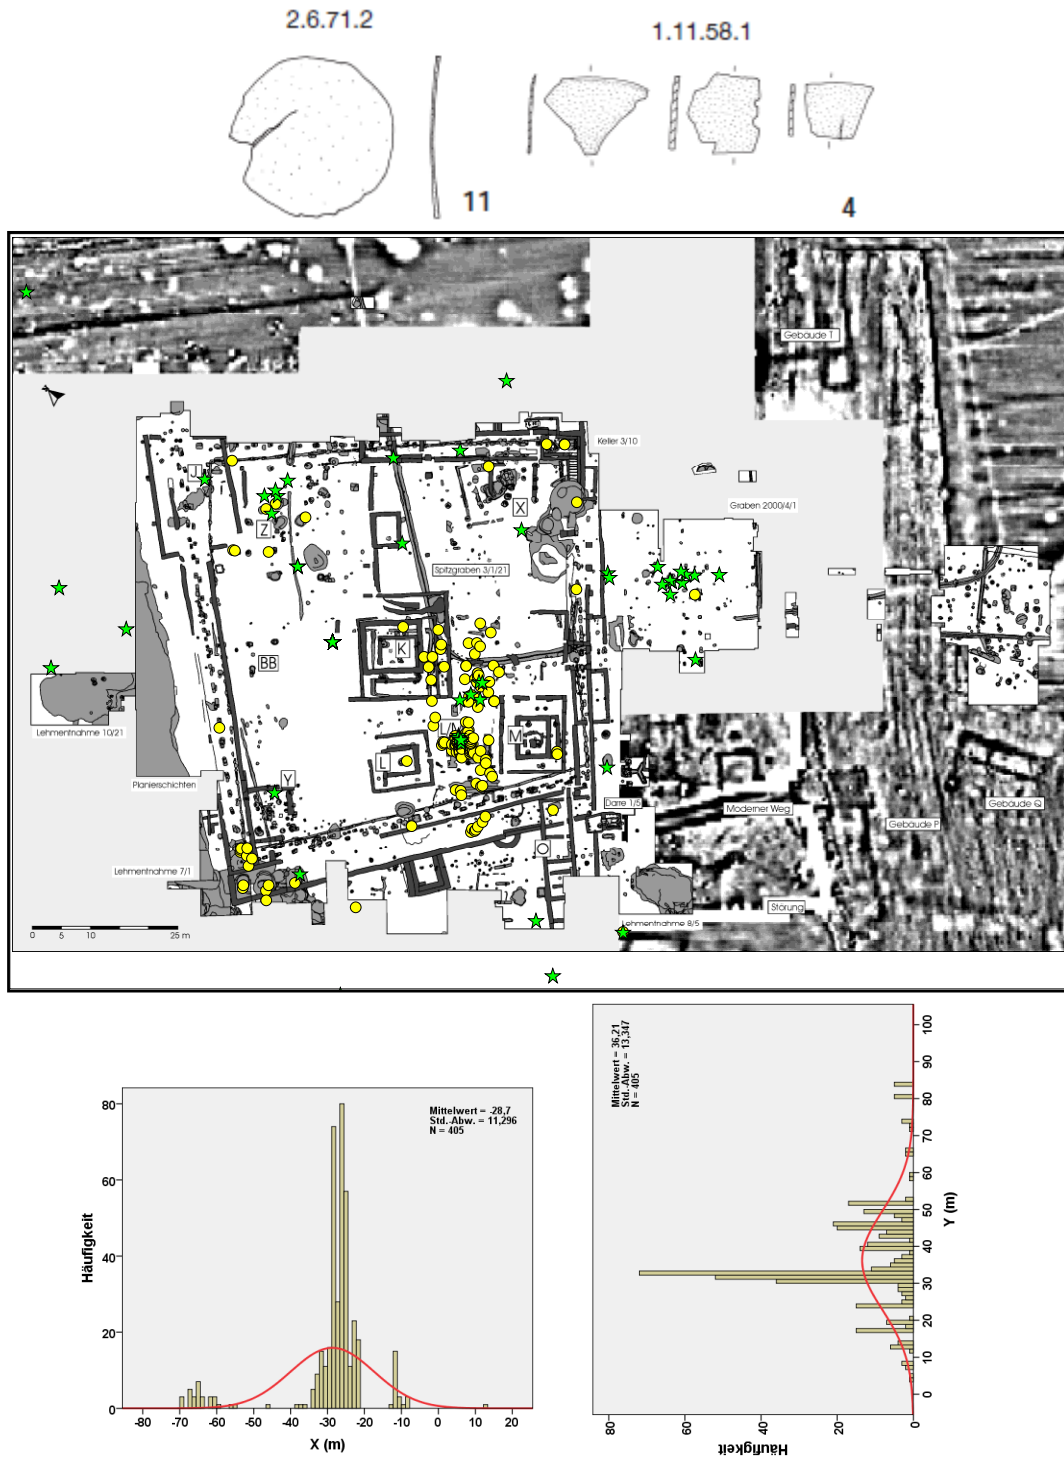 2.6.71.2
1.11.58.1
11
4
Gebäude T
Keller 3/10
J
Graben 2000/4/1
X
Z
Spitzgraben 3/1/21
K
BB
Lehmentnahme 10/21
M
L
Y
Planierschichten
Darre 1/5
Moderner Weg
Gebäude Q
Gebäude P
O
Lehmentnahme 7/1
Störung
Lehmentnahme 8/5
0 5 10 25 m
Mittelwert = -28,7
Std.-Abw. = 11,296
N = 405
Häufigkeit
80
60
40
20
0
-80 -70 -60 -50 -40 -30 -20 -10 0 10 20
X (m)
Mittelwert = 36,21
Std.-Abw. = 13,347
N = 405
100
90
80
70
60
50
40
30
20
10
0
Y (m)
80 60 40 20 0
Häufigkeit